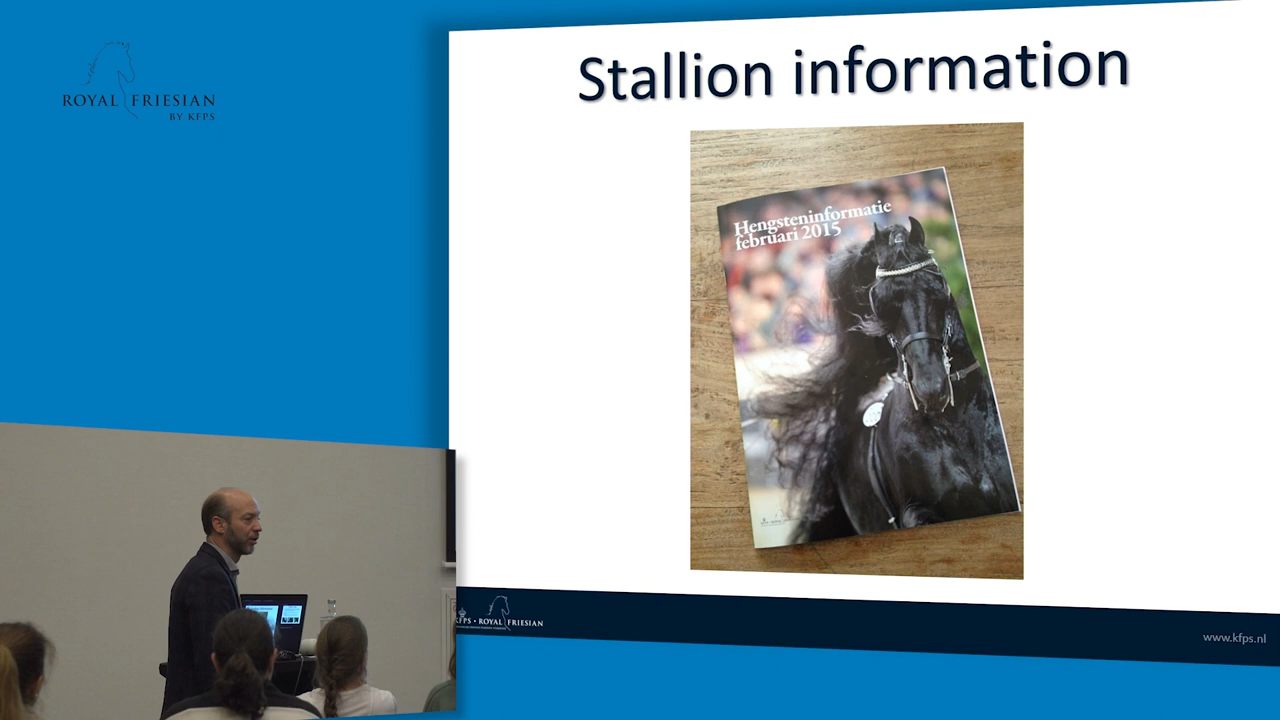 ROYAL FRIESIAN
BY KFPS
Stallion information
Hengsteninformatie
februari 2015
KFPS • ROYAL FRIESIAN
www.kfps.nl